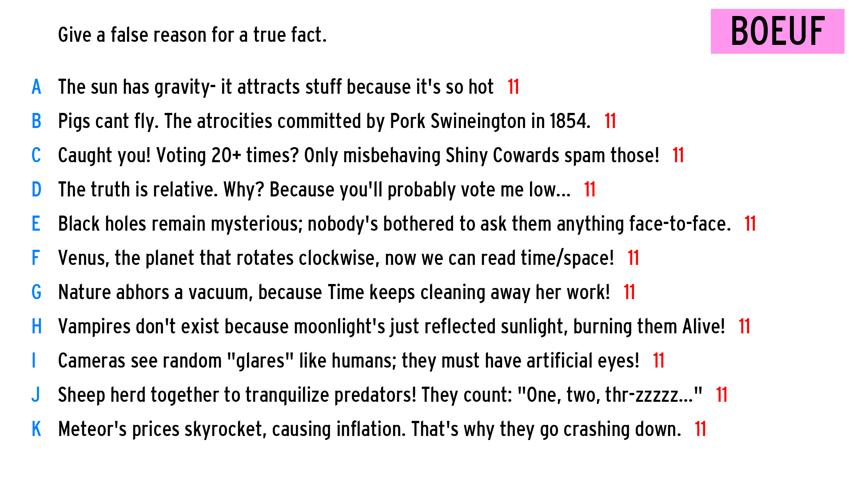 Give a false reason for a true fact.
BOEUF
A The sun has gravity- it attracts stuff because it's so hot 11
B Pigs cant fly. The atrocities committed by Pork Swineington in 1854. 11
C Caught you! Voting 20+ times? Only misbehaving Shiny Cowards spam those! 11
D The truth is relative. Why? Because you'll probably vote me low... 11
E Black holes remain mysterious; nobody's bothered to ask them anything face-to-face. 11
F Venus, the planet that rotates clockwise, now we can read time/space! 11
G Nature abhors a vacuum, because Time keeps cleaning away her work! 11
H Vampires don't exist because moonlight's just reflected sunlight, burning them Alive! 11
I Cameras see random "glares" like humans; they must have artificial eyes! 11
J Sheep herd together to tranquilize predators! They count: "One, two, thr-zzzzz..." 11
K Meteor's prices skyrocket, causing inflation. That's why they go crashing down. 11